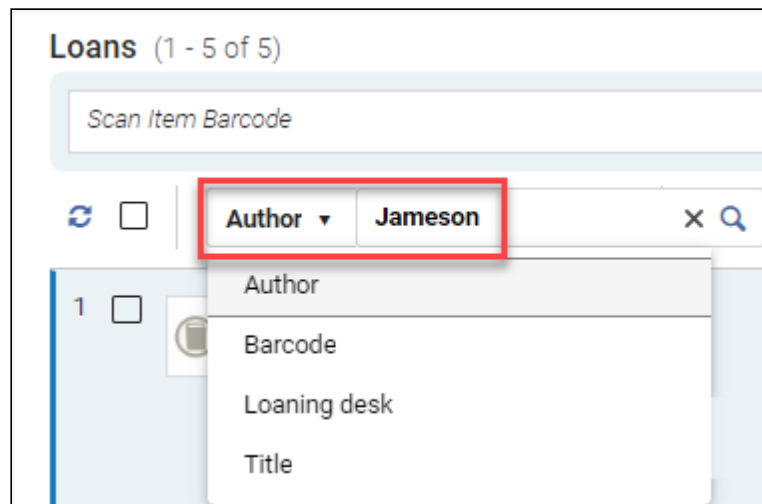 Loans (1 - 5 of 5)
Scan Item Barcode
Author ▼ Jameson
Author
1
Barcode
Loaning desk
Title